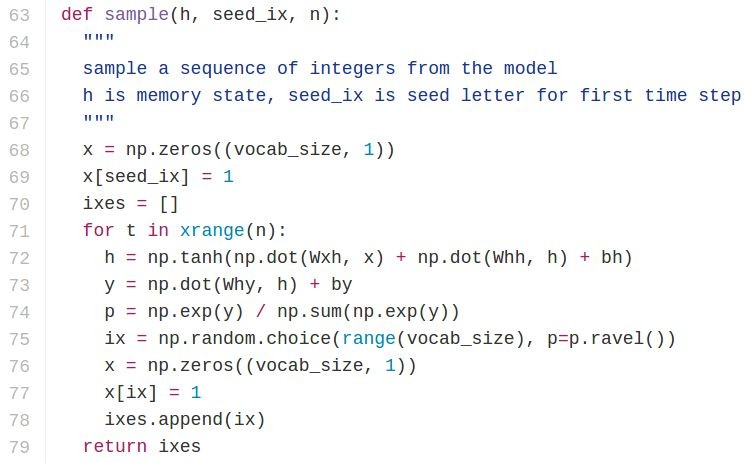 63 def sample(h, seed_ix, n):
64   """
65   sample a sequence of integers from the model
66   h is memory state, seed_ix is seed letter for first time step
67   """
68   x = np.zeros((vocab_size, 1))
69   x[seed_ix] = 1
70   ixes = []
71   for t in xrange(n):
72     h = np.tanh(np.dot(Wxh, x) + np.dot(Whh, h) + bh)
73     y = np.dot(Why, h) + by
74     p = np.exp(y) / np.sum(np.exp(y))
75     ix = np.random.choice(range(vocab_size), p=p.ravel())
76     x = np.zeros((vocab_size, 1))
77     x[ix] = 1
78     ixes.append(ix)
79   return ixes